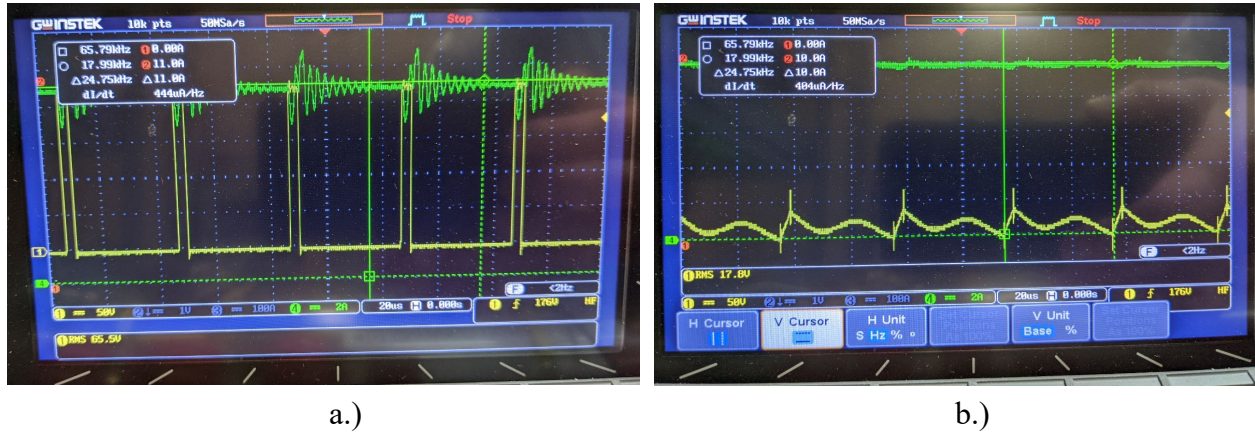 GWINSTEK 10k pts 50MSa/s Stop
65.79kHz 1 0.00A
17.99kHz 2 11.0A
△24.75kHz △11.0A
dI/dt 444uA/Hz
F <2Hz
1 50V 2 1V 3 100A 4 2A 20us H 0.000s 1 176V HF
1 RMS 65.5V
a.)
GWINSTEK 10k pts 50MSa/s Stop
65.79kHz 1 0.00A
17.99kHz 2 10.0A
△24.75kHz △10.0A
dI/dt 404uA/Hz
F <2Hz
1 RMS 17.8V
1 50V 2 1V 3 100A 4 2A 20us H 0.000s 1 176V HF
H Cursor V Cursor H Unit V Unit
S Hz % ° Base %
b.)